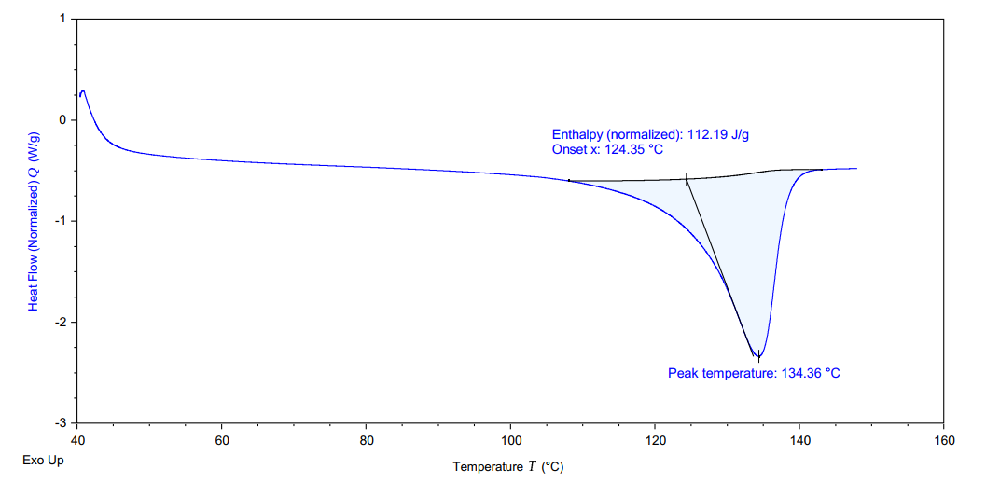 1
0
-1
-2
-3
Heat Flow (Normalized) Q (W/g)
Enthalpy (normalized): 112.19 J/g
Onset x: 124.35 °C
Peak temperature: 134.36 °C
40 60 80 100 120 140 160
Exo Up
Temperature T (°C)